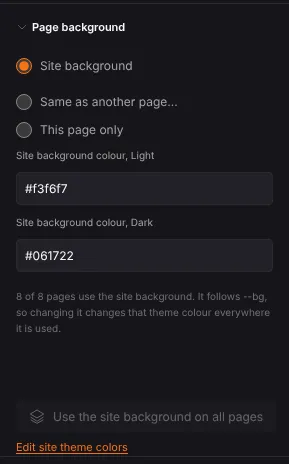 Page background
Site background
Same as another page...
This page only
Site background colour, Light
#f3f6f7
Site background colour, Dark
#061722
8 of 8 pages use the site background. It follows --bg,
so changing it changes that theme colour everywhere
it is used.
Use the site background on all pages
Edit site theme colors